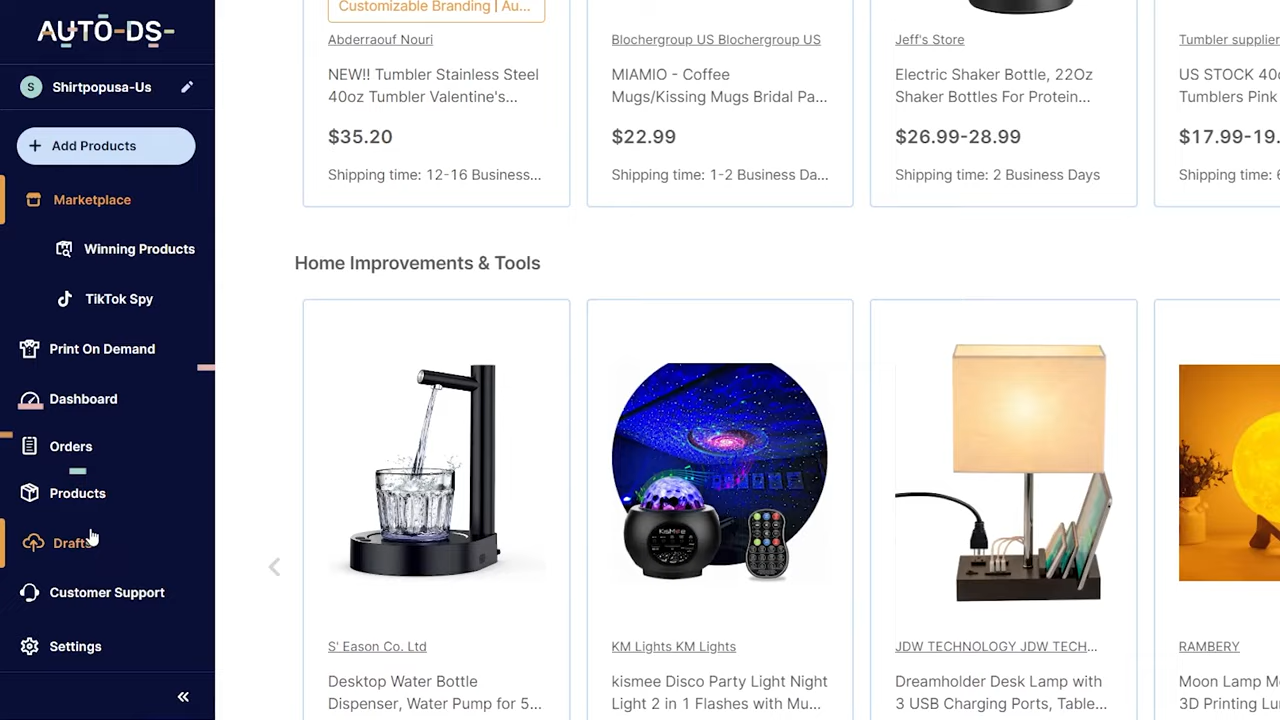 AUTO-DS-
S Shirtpopusa-Us
+ Add Products
Marketplace
Winning Products
TikTok Spy
Print On Demand
Dashboard
Orders
Products
Drafts
Customer Support
Settings
Customizable Branding | Au...
Abderraouf Nouri
NEW!! Tumbler Stainless Steel
40oz Tumbler Valentine's...
$35.20
Shipping time: 12-16 Business...
Blochergroup US Blochergroup US
MIAMIO - Coffee
Mugs/Kissing Mugs Bridal Pa...
$22.99
Shipping time: 1-2 Business Da...
Jeff's Store
Electric Shaker Bottle, 22Oz
Shaker Bottles For Protein...
$26.99-28.99
Shipping time: 2 Business Days
Tumbler supplier
US STOCK 40o
Tumblers Pink
$17.99-19.
Shipping time: 6
Home Improvements & Tools
S' Eason Co. Ltd
Desktop Water Bottle
Dispenser, Water Pump for 5...
KisMee
KM Lights KM Lights
kismee Disco Party Light Night
Light 2 in 1 Flashes with Mu...
JDW TECHNOLOGY JDW TECH...
Dreamholder Desk Lamp with
3 USB Charging Ports, Table...
RAMBERY
Moon Lamp M
3D Printing Lu